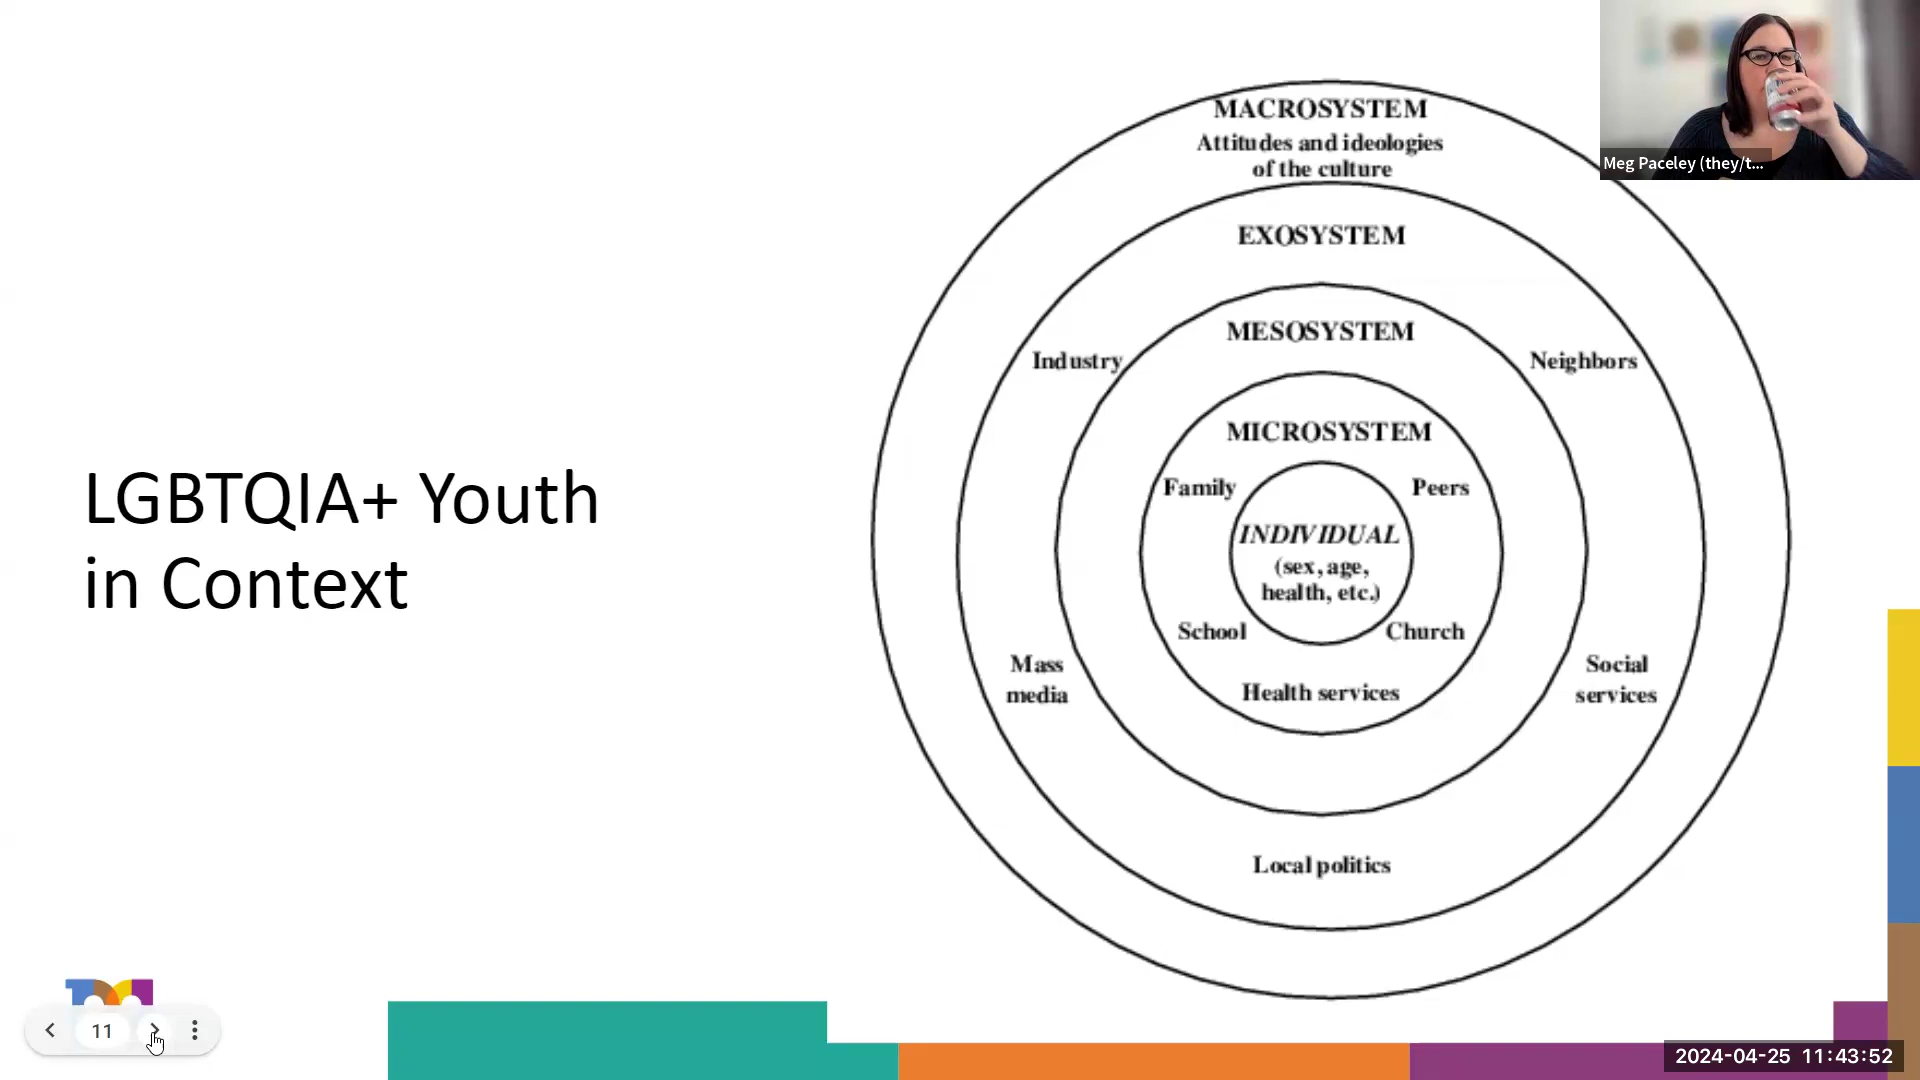 MACROSYSTEM
Attitudes and ideologies
of the culture
EXOSYSTEM
MESOSYSTEM
Industry
Neighbors
MICROSYSTEM
Family
Peers
INDIVIDUAL
(sex, age,
health, etc.)
School
Church
Mass
media
Social
services
Health services
Local politics
LGBTQIA+ Youth
in Context
Meg Paceley (they/t...
11
2024-04-25 11:43:52